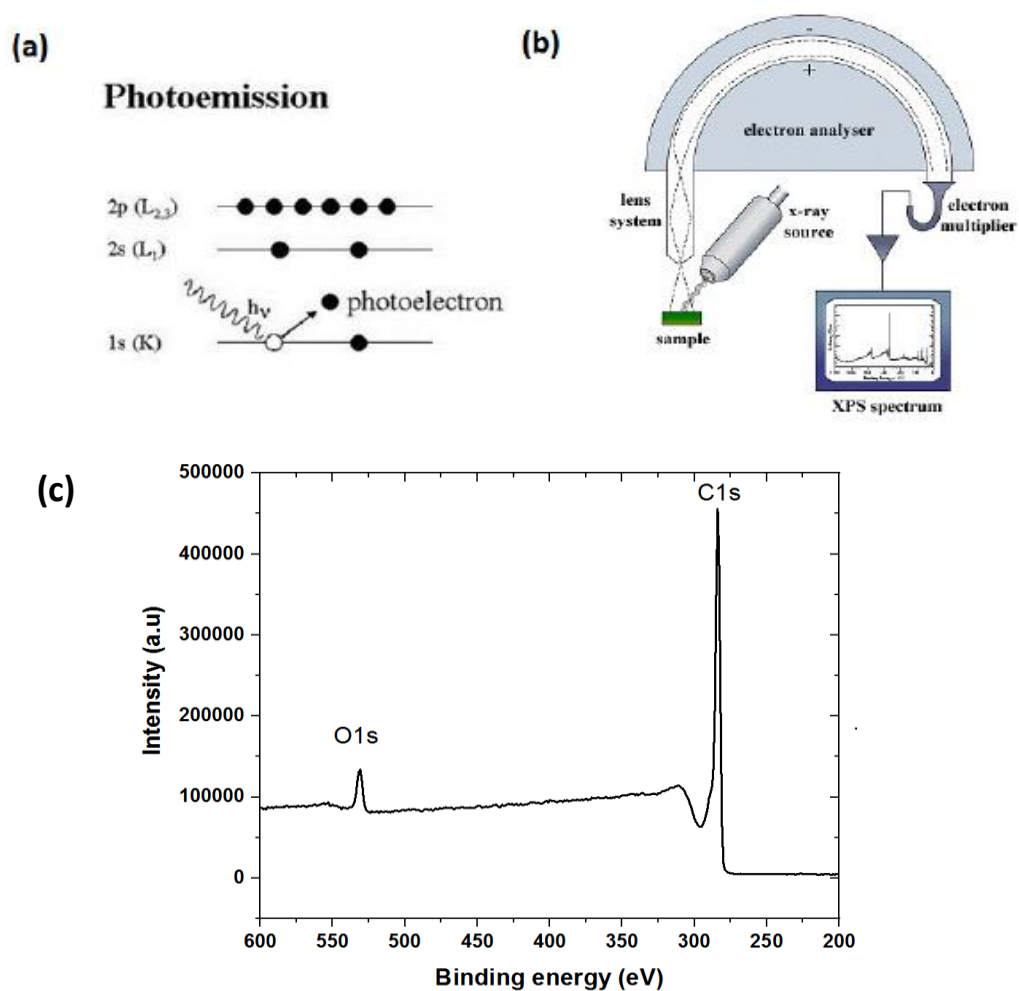 (a)
Photoemission
2p (L2,3)
2s (L1)
hν
photoelectron
1s (K)
(b)
-
+
electron analyser
lens
system
x-ray
source
electron
multiplier
sample
XPS spectrum
(c)
500000
400000
300000
200000
100000
0
Intensity (a.u)
O1s
C1s
600
550
500
450
400
350
300
250
200
Binding energy (eV)